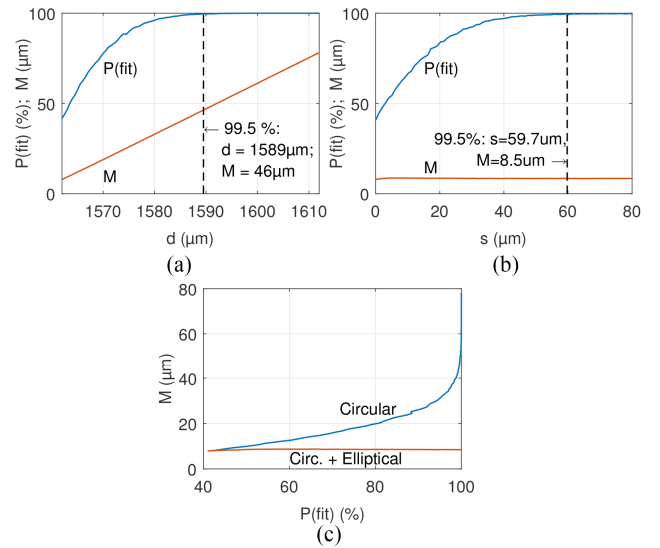 100
50
0
P(fit) (%); M (µm)
P(fit)
M
← 99.5 %:
d = 1589µm;
M = 46µm
1570 1580 1590 1600 1610
d (µm)
(a)
100
50
0
P(fit) (%); M (µm)
P(fit)
99.5%: s=59.7um,
M=8.5um →
M
0 20 40 60 80
s (µm)
(b)
80
60
40
20
0
M (µm)
Circular
Circ. + Elliptical
40 60 80 100
P(fit) (%)
(c)